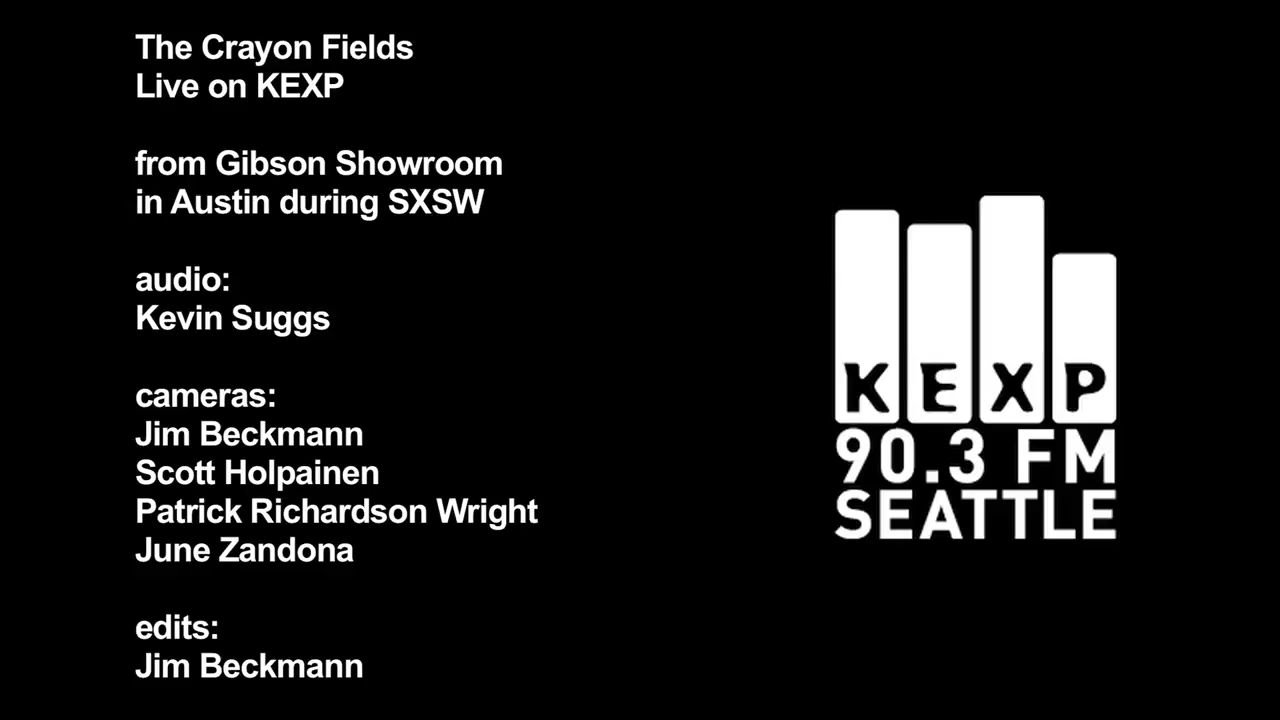 The Crayon Fields
Live on KEXP
from Gibson Showroom
in Austin during SXSW
audio:
Kevin Suggs
cameras:
Jim Beckmann
Scott Holpainen
Patrick Richardson Wright
June Zandona
edits:
Jim Beckmann
KEXP
90.3 FM
SEATTLE